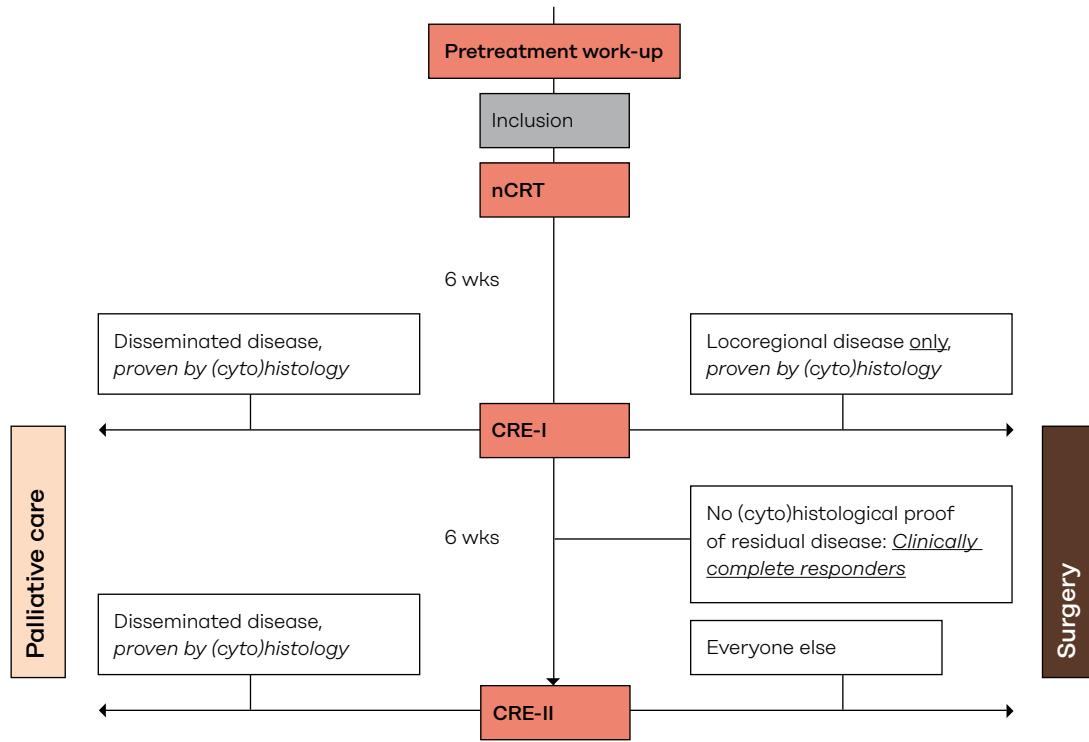 Pretreatment work-up
Inclusion
nCRT
6 wks
Disseminated disease,
proven by (cyto)histology
Locoregional disease only,
proven by (cyto)histology
CRE-I
Palliative care
Surgery
6 wks
No (cyto)histological proof
of residual disease: Clinically
complete responders
Disseminated disease,
proven by (cyto)histology
Everyone else
CRE-II